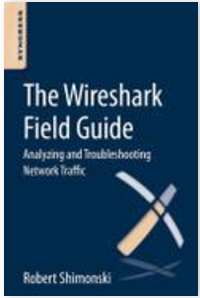 SYNGRESS
The Wireshark
Field Guide
Analyzing and Troubleshooting
Network Traffic
Robert Shimonski